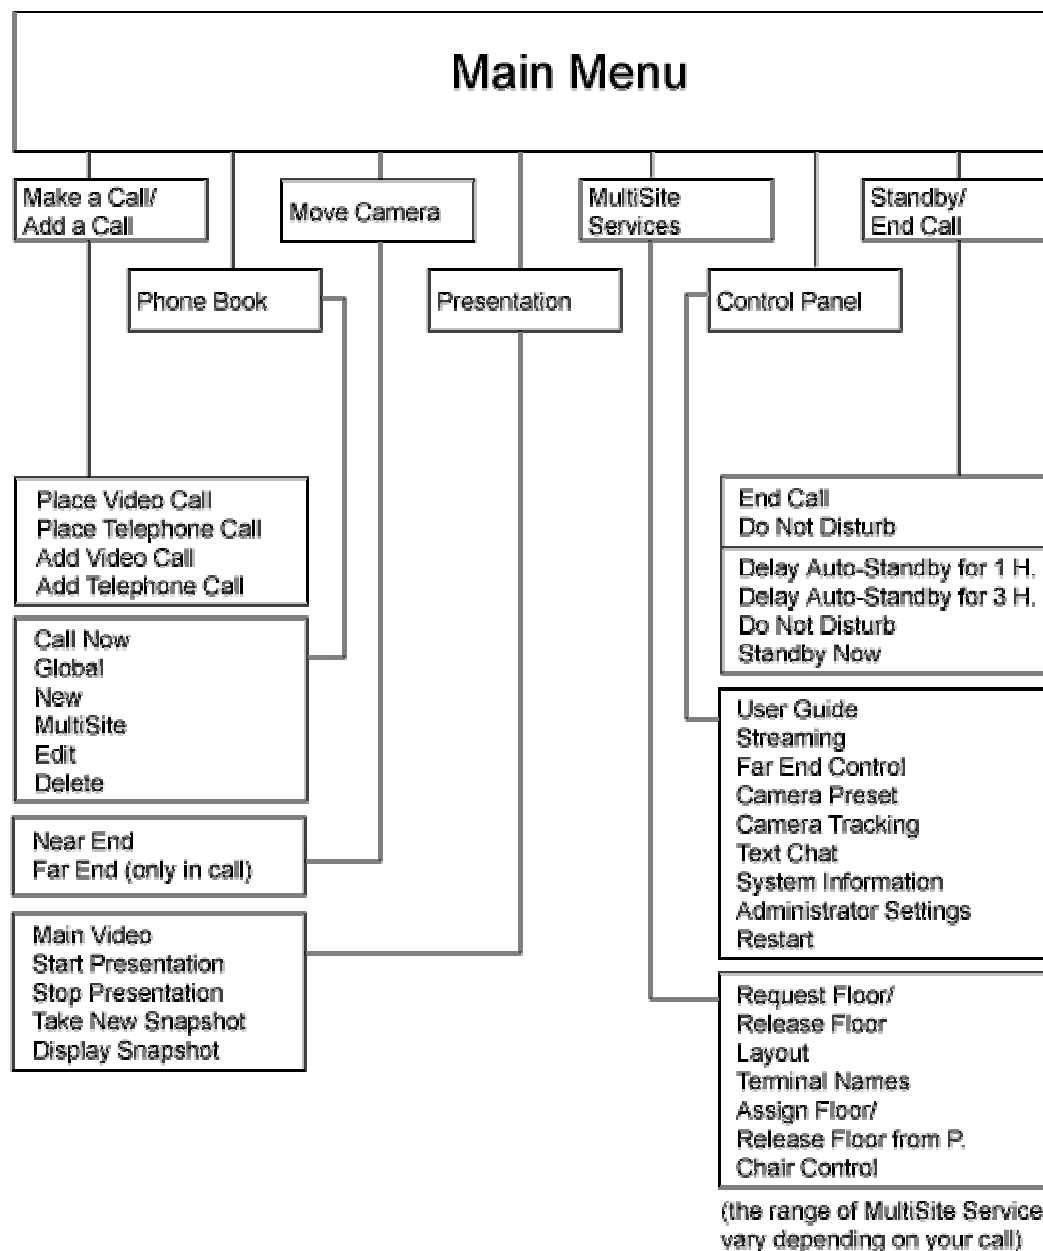 Main Menu
Make a Call/
Add a Call
Move Camera
MultiSite
Services
Standby/
End Call
Phone Book
Presentation
Control Panel
Place Video Call
Place Telephone Call
Add Video Call
Add Telephone Call
Call Now
Global
New
MultiSite
Edit
Delete
Near End
Far End (only in call)
Main Video
Start Presentation
Stop Presentation
Take New Snapshot
Display Snapshot
End Call
Do Not Disturb
Delay Auto-Standby for 1 H.
Delay Auto-Standby for 3 H.
Do Not Disturb
Standby Now
User Guide
Streaming
Far End Control
Camera Preset
Camera Tracking
Text Chat
System Information
Administrator Settings
Restart
Request Floor/
Release Floor
Layout
Terminal Names
Assign Floor/
Release Floor from P.
Chair Control
(the range of MultiSite Service
vary depending on your call)